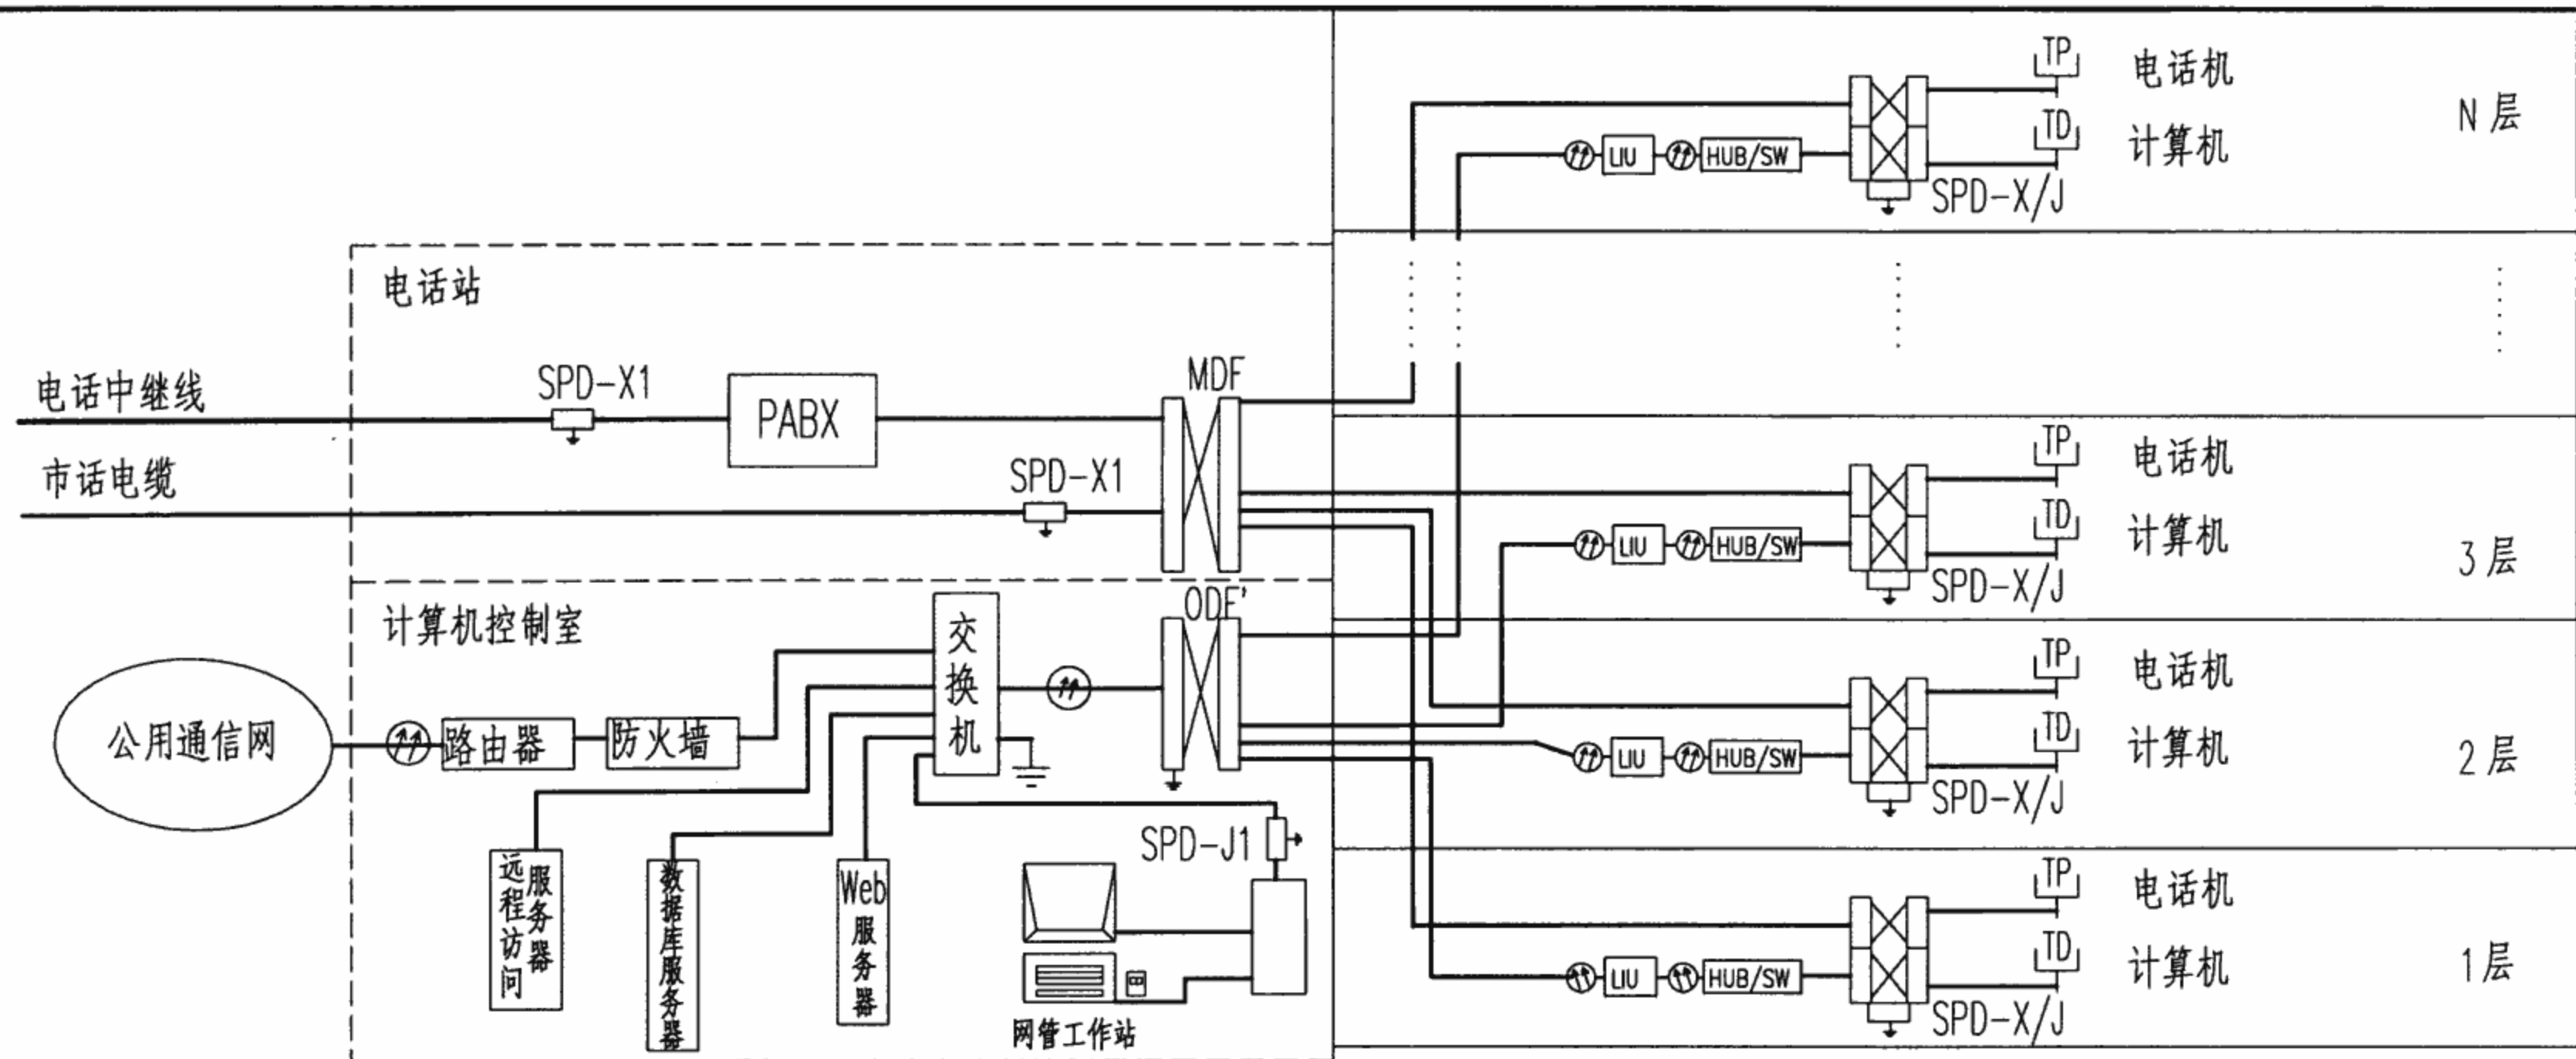 TP
电话机
TD
计算机
N 层
LIU
HUB/SW
SPD-X/J
电话站
电话中继线
SPD-X1
PABX
MDF
市话电缆
SPD-X1
TP
电话机
TD
计算机
3 层
LIU
HUB/SW
SPD-X/J
计算机控制室
交换机
ODF'
公用通信网
路由器
防火墙
TP
电话机
TD
计算机
2 层
LIU
HUB/SW
SPD-X/J
SPD-J1
远程访问
服务器
数据库服务器
Web
服务器
网管工作站
TP
电话机
TD
计算机
1 层
LIU
HUB/SW
SPD-X/J